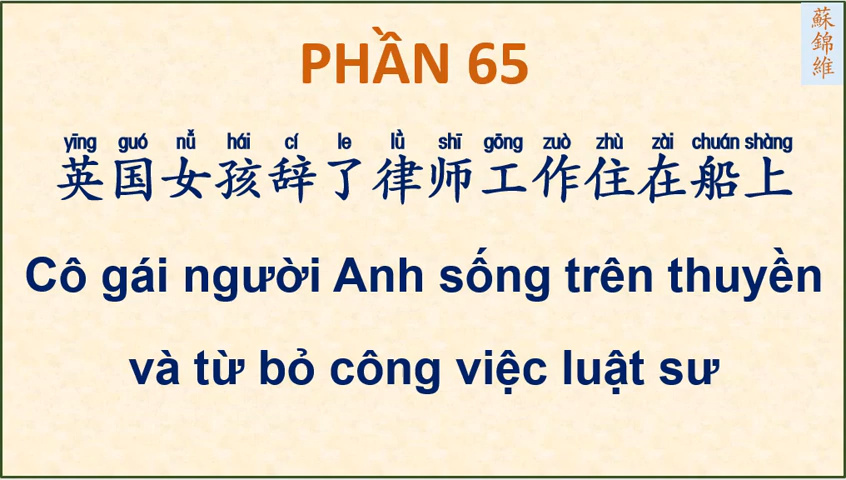 PHẦN 65
蘇錦維
yīng guó nǚ hái cí le lǜ shī gōng zuò zhù zài chuán shàng
英国女孩辞了律师工作住在船上
Cô gái người Anh sống trên thuyền
và từ bỏ công việc luật sư